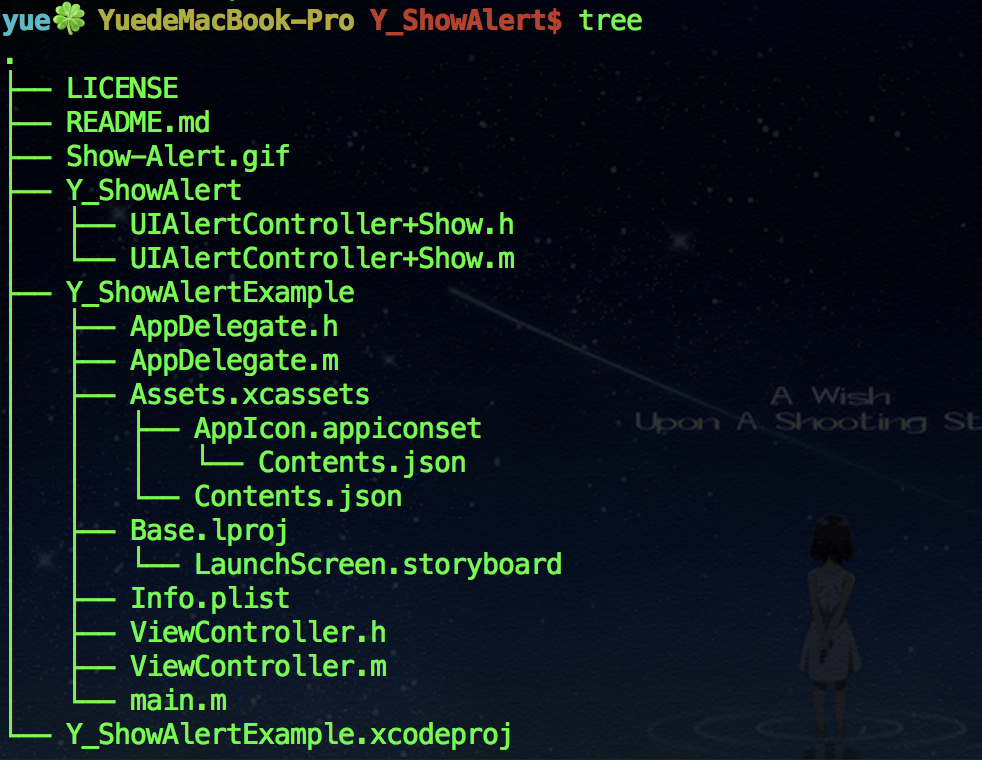 yue🍀 YuedeMacBook-Pro Y_ShowAlert$ tree
.
├── LICENSE
├── README.md
├── Show-Alert.gif
├── Y_ShowAlert
│   ├── UIAlertController+Show.h
│   └── UIAlertController+Show.m
├── Y_ShowAlertExample
│   ├── AppDelegate.h
│   ├── AppDelegate.m
│   ├── Assets.xcassets
│   │   ├── AppIcon.appiconset
│   │   │   └── Contents.json
│   │   └── Contents.json
│   ├── Base.lproj
│   │   └── LaunchScreen.storyboard
│   ├── Info.plist
│   ├── ViewController.h
│   ├── ViewController.m
│   └── main.m
└── Y_ShowAlertExample.xcodeproj
A Wish
Upon A Shooting St